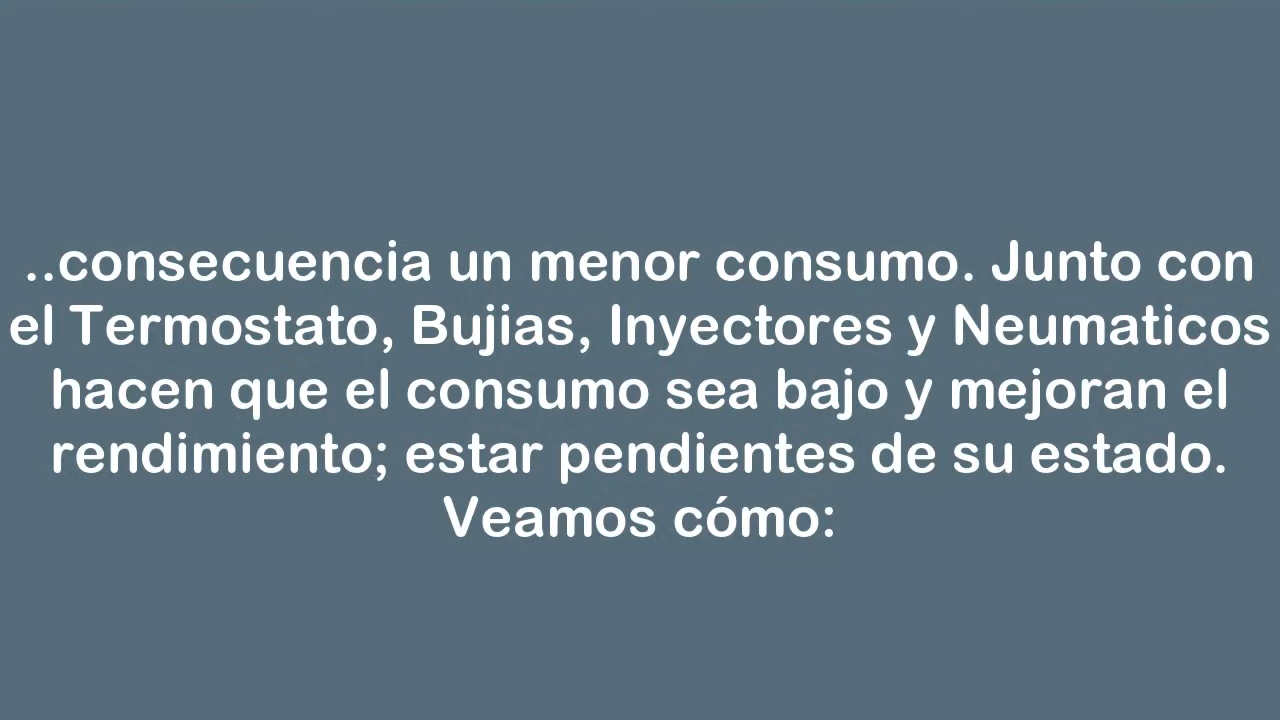 ..consecuencia un menor consumo. Junto con
el Termostato, Bujias, Inyectores y Neumaticos
hacen que el consumo sea bajo y mejoran el
rendimiento; estar pendientes de su estado.
Veamos cómo: